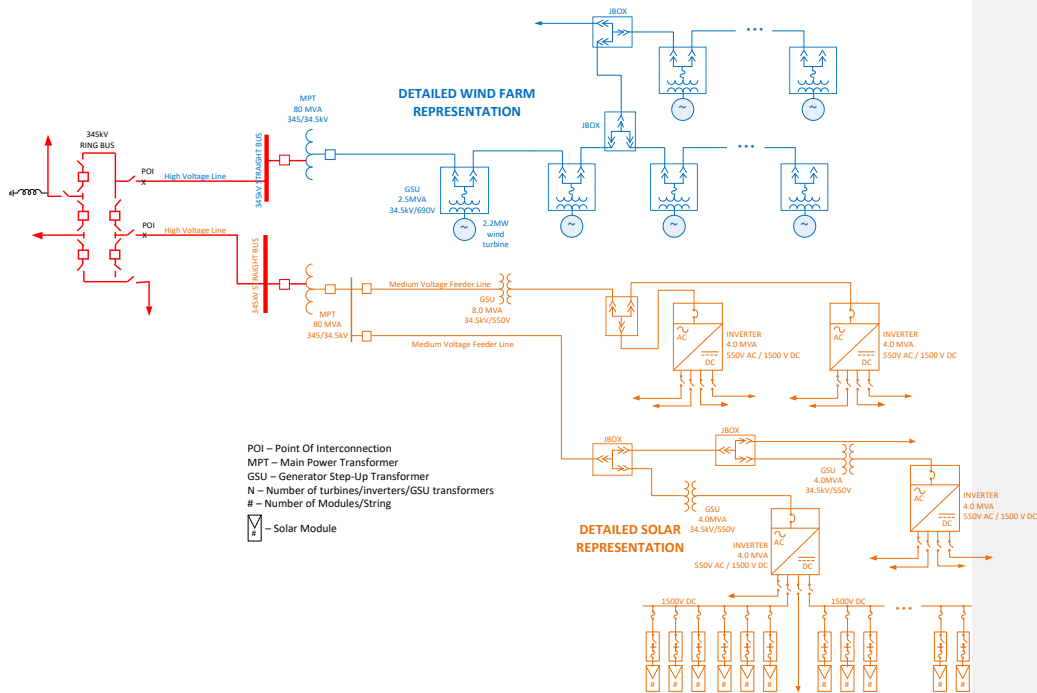 JBOX
MPT
80 MVA
345/34.5kV
DETAILED WIND FARM
REPRESENTATION
~
~
JBOX
345kV
RING BUS
POI
X
High Voltage Line
345kV STRAIGHT BUS
GSU
2.5MVA
34.5kV/690V
2.2MW
wind
turbine
~
~
~
~
POI
X
High Voltage Line
345kV STRAIGHT BUS
MPT
80 MVA
345/34.5kV
Medium Voltage Feeder Line
GSU
8.0 MVA
34.5kV/550V
Medium Voltage Feeder Line
AC
DC
INVERTER
4.0 MVA
550V AC / 1500 V DC
AC
DC
INVERTER
4.0 MVA
550V AC / 1500 V DC
JBOX
JBOX
GSU
4.0MVA
34.5kV/550V
AC
DC
INVERTER
4.0 MVA
550V AC / 1500 V DC
GSU
4.0MVA
34.5kV/550V
DETAILED SOLAR
REPRESENTATION
INVERTER
4.0 MVA
550V AC / 1500 V DC
AC
DC
POI – Point Of Interconnection
MPT – Main Power Transformer
GSU – Generator Step-Up Transformer
N – Number of turbines/inverters/GSU transformers
# – Number of Modules/String
# – Solar Module
1500V DC
1500V DC
# # # # # # # # # # #